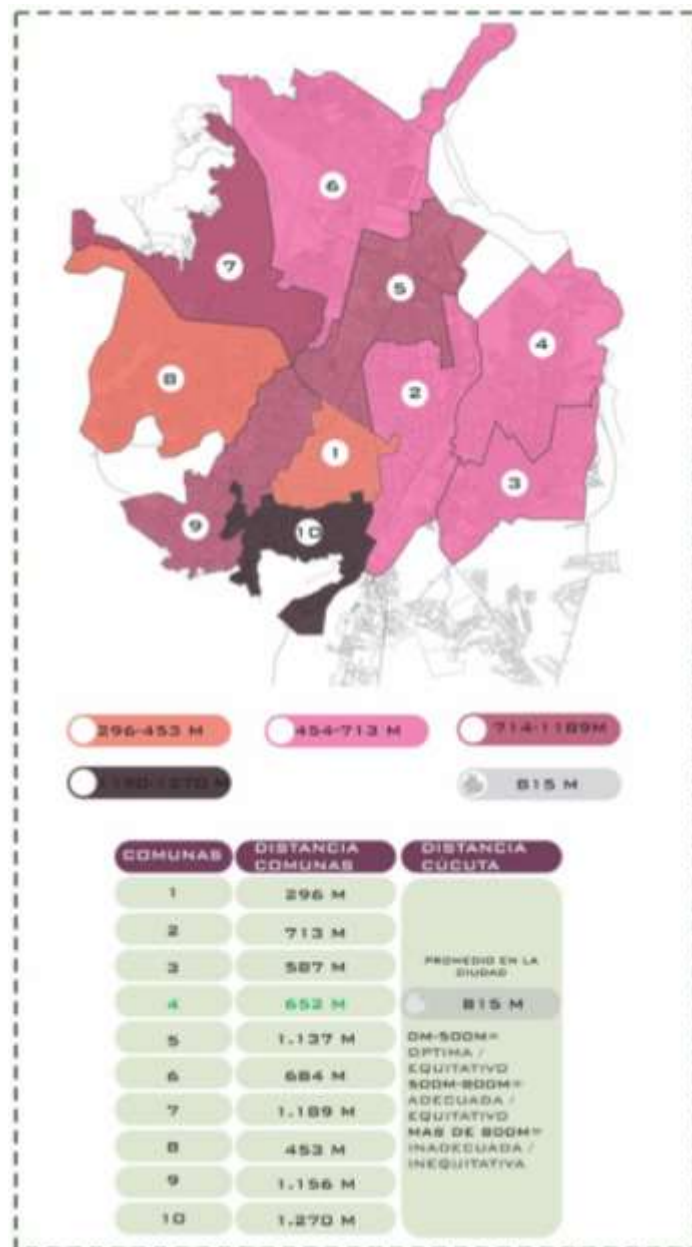 6
7
5
4
8
2
1
3
9
10
296-453 M
454-713 M
714-1189M
815 M
COMUNAS
DISTANCIA
COMUNAS
DISTANCIA
CÚCUTA
1
296 M
2
713 M
3
587 M
4
652 M
5
1.137 M
6
684 M
7
1.189 M
8
453 M
9
1.156 M
10
1.270 M
PROMEDIO EN LA
CIUDAD
815 M
0M-500M=
OPTIMA /
EQUITATIVO
500M-800M=
ADECUADA /
EQUITATIVO
MAS DE 800M=
INADECUADA /
INEQUITATIVA